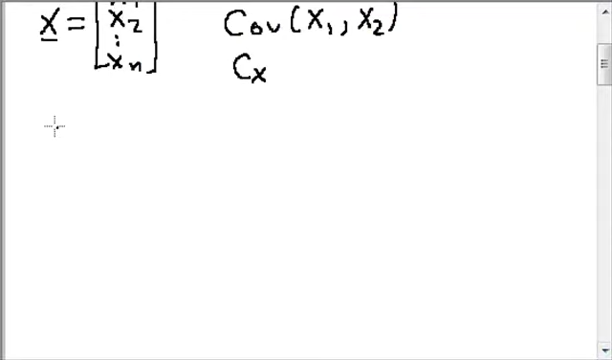 X = [X2 Cov(X1, X2)
:
Xn] Cx